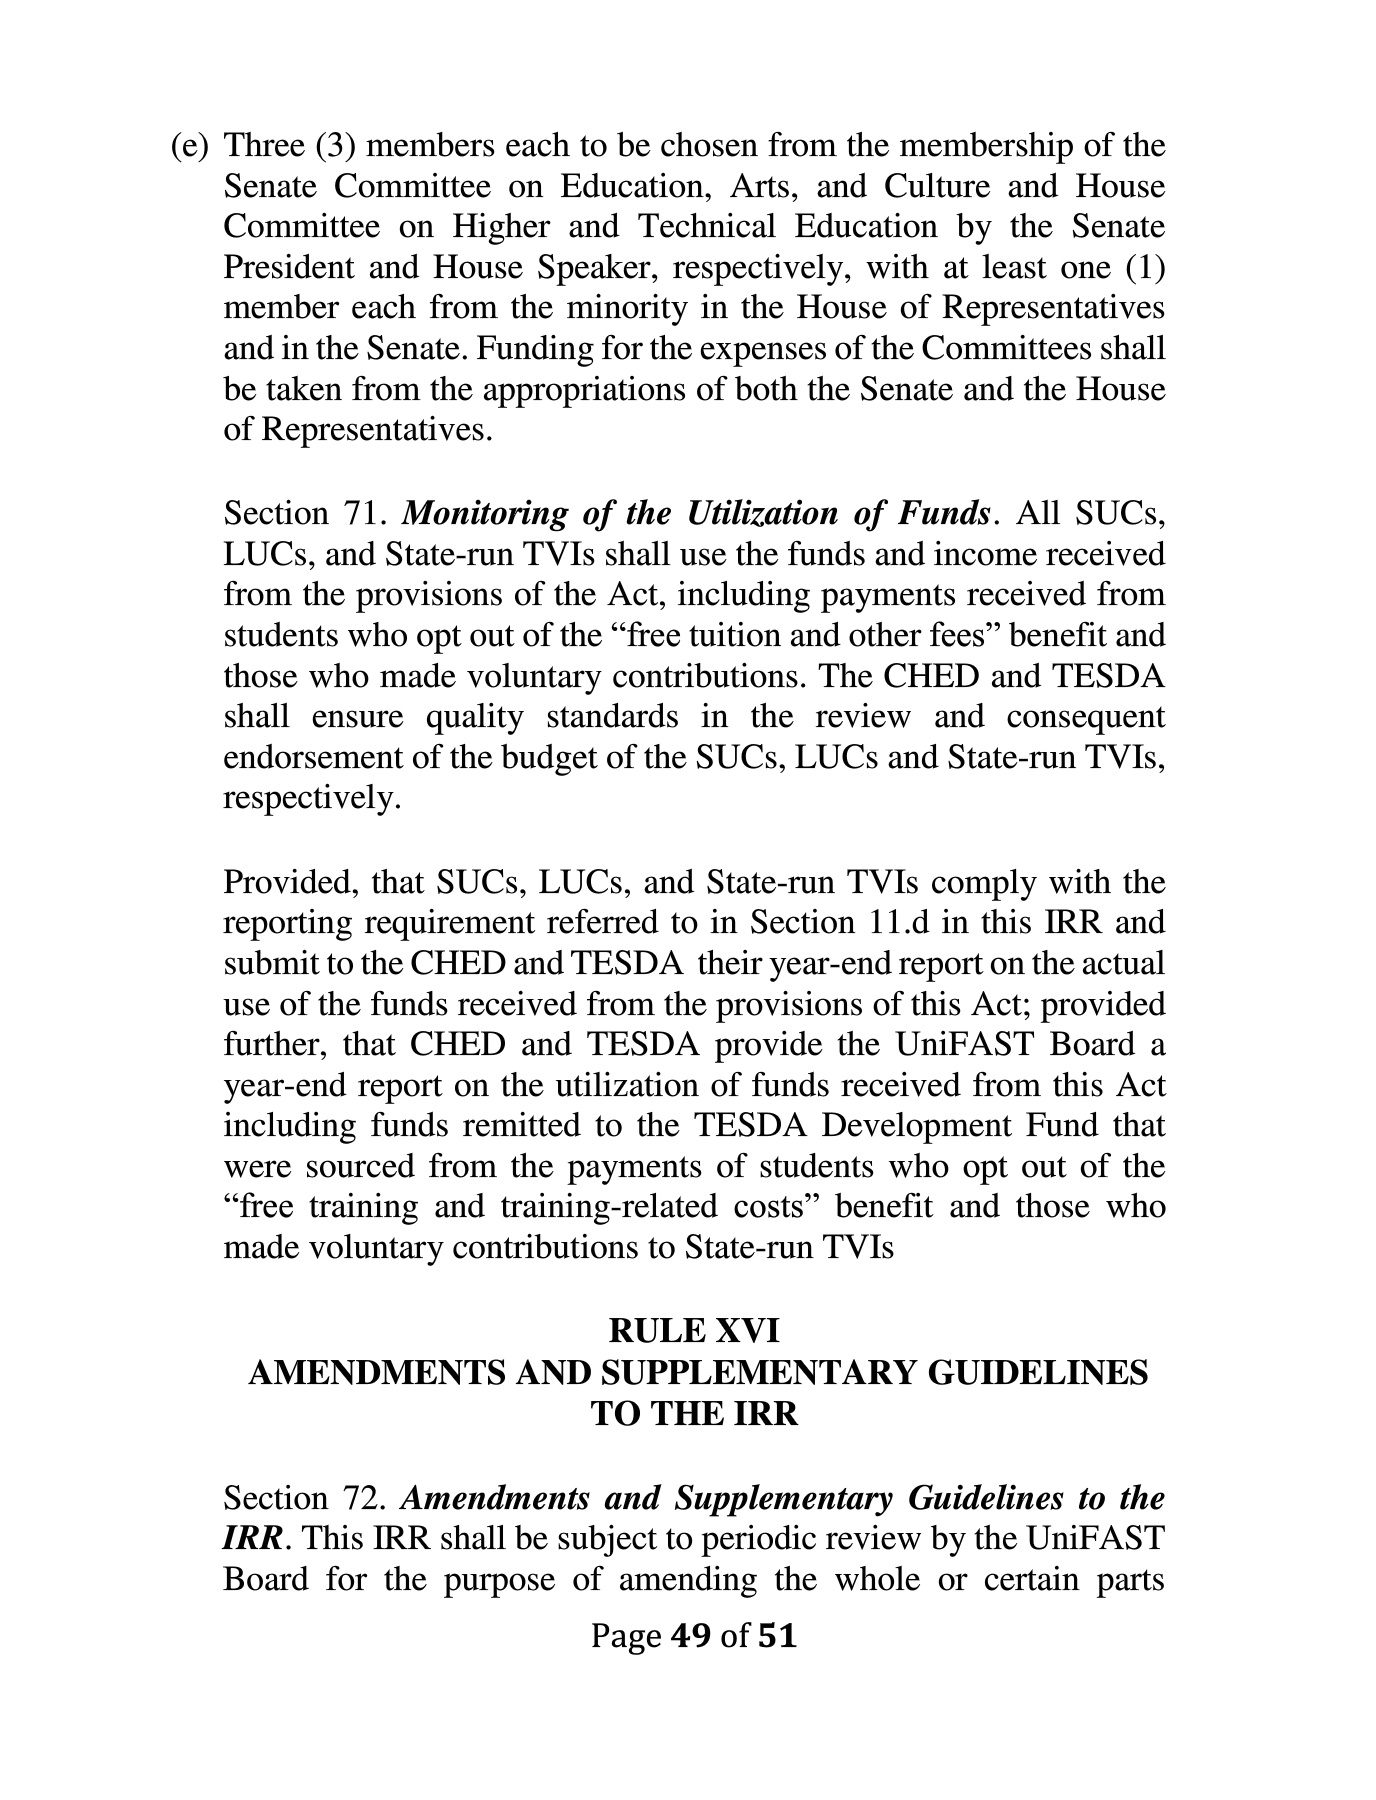 (e) Three (3) members each to be chosen from the membership of the
Senate Committee on Education, Arts, and Culture and House
Committee on Higher and Technical Education by the Senate
President and House Speaker, respectively, with at least one (1)
member each from the minority in the House of Representatives
and in the Senate. Funding for the expenses of the Committees shall
be taken from the appropriations of both the Senate and the House
of Representatives.
Section 71. Monitoring of the Utilization of Funds. All SUCs,
LUCs, and State-run TVIs shall use the funds and income received
from the provisions of the Act, including payments received from
students who opt out of the “free tuition and other fees” benefit and
those who made voluntary contributions. The CHED and TESDA
shall ensure quality standards in the review and consequent
endorsement of the budget of the SUCs, LUCs and State-run TVIs,
respectively.
Provided, that SUCs, LUCs, and State-run TVIs comply with the
reporting requirement referred to in Section 11.d in this IRR and
submit to the CHED and TESDA their year-end report on the actual
use of the funds received from the provisions of this Act; provided
further, that CHED and TESDA provide the UniFAST Board a
year-end report on the utilization of funds received from this Act
including funds remitted to the TESDA Development Fund that
were sourced from the payments of students who opt out of the
“free training and training-related costs” benefit and those who
made voluntary contributions to State-run TVIs
RULE XVI
AMENDMENTS AND SUPPLEMENTARY GUIDELINES
TO THE IRR
Section 72. Amendments and Supplementary Guidelines to the
IRR. This IRR shall be subject to periodic review by the UniFAST
Board for the purpose of amending the whole or certain parts
Page 49 of 51